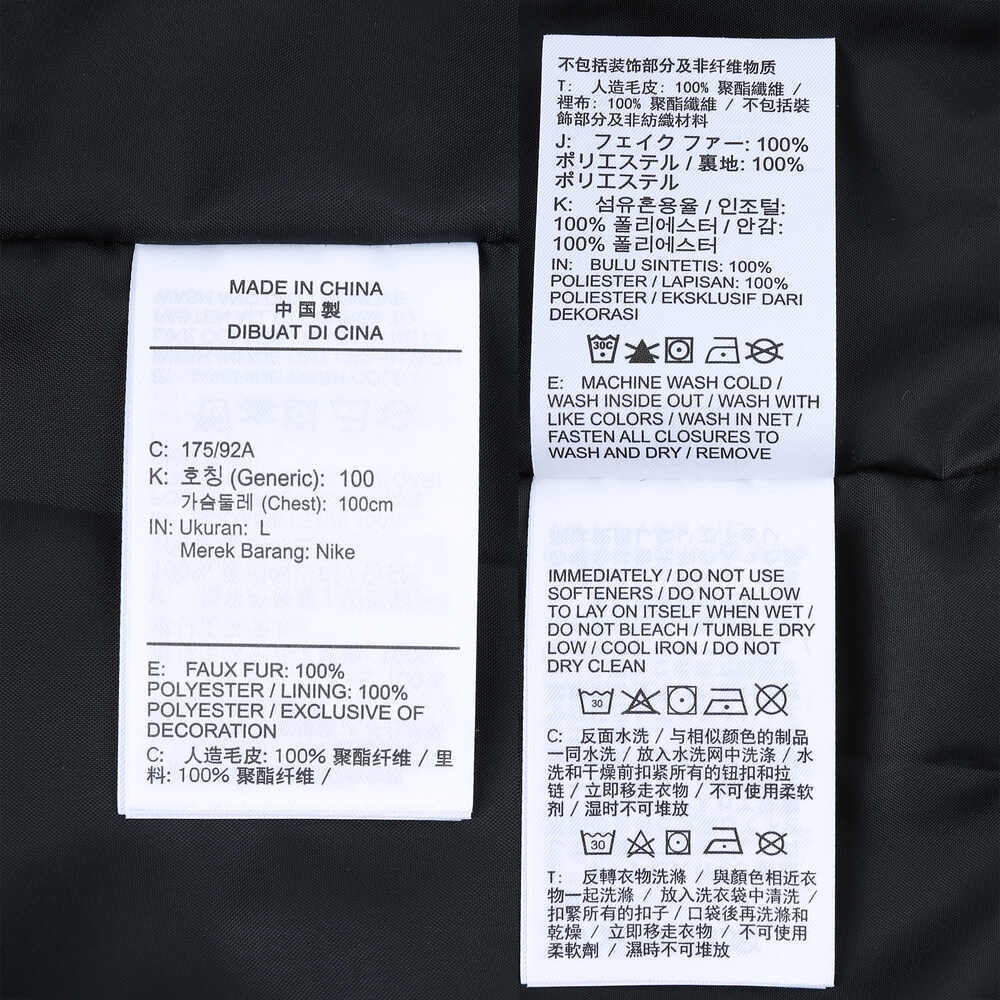 MADE IN CHINA
中国製
DIBUAT DI CINA
C: 175/92A
K: 호칭 (Generic): 100
가슴둘레 (Chest): 100cm
IN: Ukuran: L
Merek Barang: Nike
E: FAUX FUR: 100%
POLYESTER / LINING: 100%
POLYESTER / EXCLUSIVE OF
DECORATION
C: 人造毛皮: 100% 聚酯纤维 / 里
料: 100% 聚酯纤维 /
不包括装饰部分及非纤维物质
T: 人造毛皮: 100% 聚酯纖維 /
裡布: 100% 聚酯纖維 / 不包括裝
飾部分及非紡織材料
J: フェイク ファー: 100%
ポリエステル / 裏地: 100%
ポリエステル
K: 섬유혼용율 / 인조털:
100% 폴리에스터 / 안감:
100% 폴리에스터
IN: BULU SINTETIS: 100%
POLIESTER / LAPISAN: 100%
POLIESTER / EKSKLUSIF DARI
DEKORASI
30C
E: MACHINE WASH COLD /
WASH INSIDE OUT / WASH WITH
LIKE COLORS / WASH IN NET /
FASTEN ALL CLOSURES TO
WASH AND DRY / REMOVE
IMMEDIATELY / DO NOT USE
SOFTENERS / DO NOT ALLOW
TO LAY ON ITSELF WHEN WET /
DO NOT BLEACH / TUMBLE DRY
LOW / COOL IRON / DO NOT
DRY CLEAN
30
C: 反面水洗 / 与相似颜色的制品
一同水洗 / 放入水洗网中洗涤 / 水
洗和干燥前扣紧所有的钮扣和拉
链 / 立即移走衣物 / 不可使用柔软
剂 / 湿时不可堆放
30
T: 反轉衣物洗滌 / 與顏色相近衣
物一起洗滌 / 放入洗衣袋中清洗 /
扣緊所有的扣子 / 口袋後再洗滌和
乾燥 / 立即移走衣物 / 不可使用
柔軟劑 / 濕時不可堆放